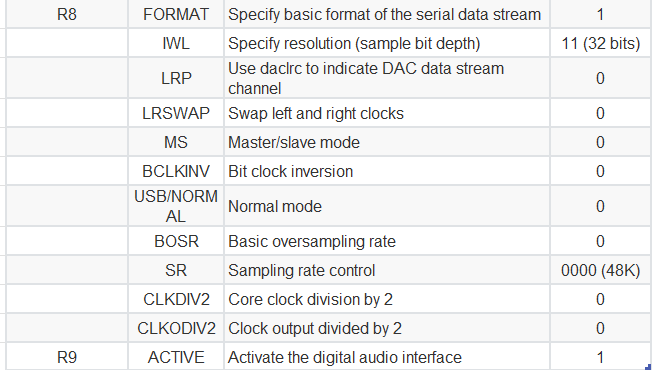 R8 FORMAT Specify basic format of the serial data stream 1
IWL Specify resolution (sample bit depth) 11 (32 bits)
LRP Use daclrc to indicate DAC data stream
channel 0
LRSWAP Swap left and right clocks 0
MS Master/slave mode 0
BCLKINV Bit clock inversion 0
USB/NORM
AL Normal mode 0
BOSR Basic oversampling rate 0
SR Sampling rate control 0000 (48K)
CLKDIV2 Core clock division by 2 0
CLKODIV2 Clock output divided by 2 0
R9 ACTIVE Activate the digital audio interface 1